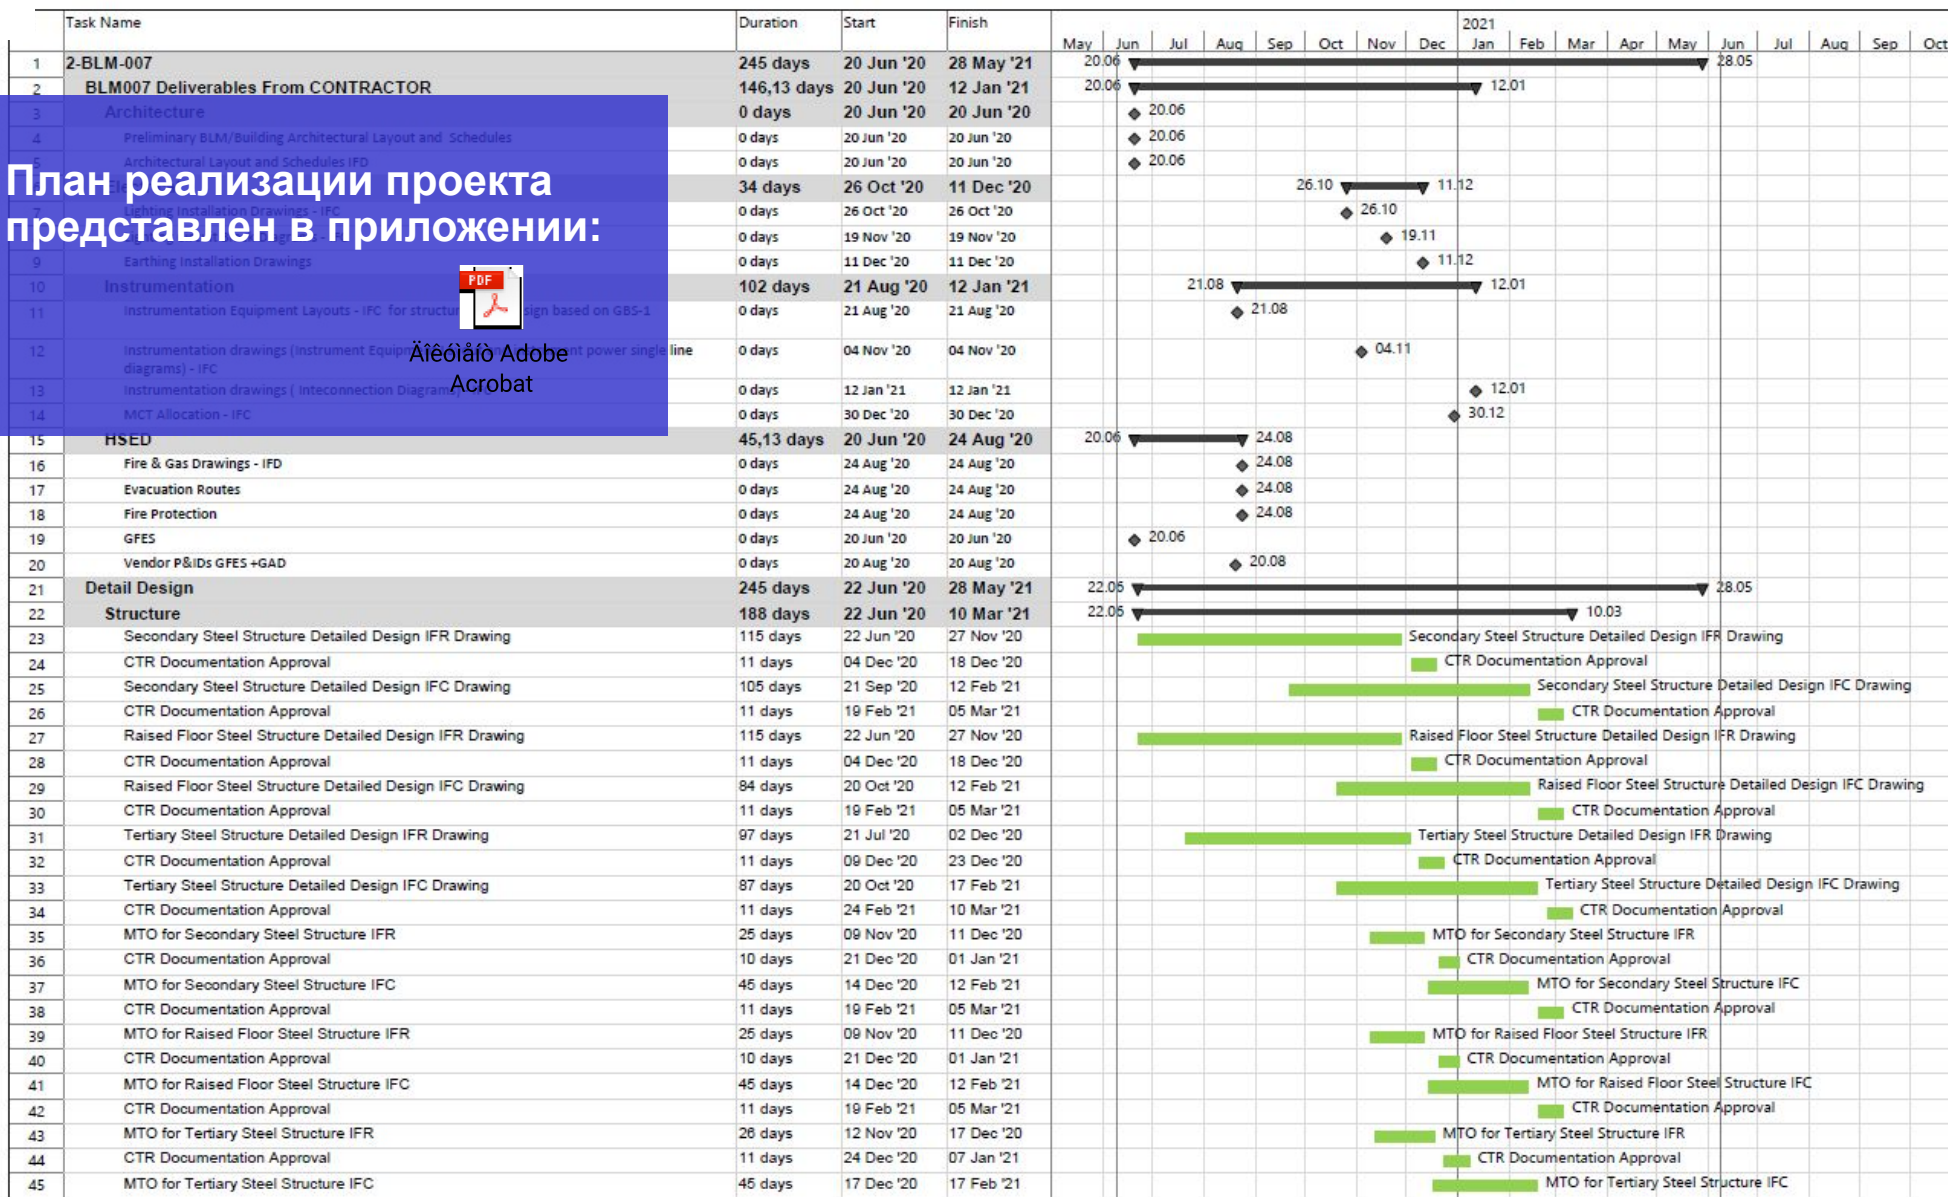 Task Name Duration Start Finish 2021
May Jun Jul Aug Sep Oct Nov Dec Jan Feb Mar Apr May Jun Jul Aug Sep Oct
1 2-BLM-007 245 days 20 Jun '20 28 May '21 20.06 28.05
2 BLM007 Deliverables From CONTRACTOR 146,13 days 20 Jun '20 12 Jan '21 20.06 12.01
3 Architecture 0 days 20 Jun '20 20 Jun '20 20.06
4 Preliminary BLM/Building Architectural Layout and Schedules 0 days 20 Jun '20 20 Jun '20 20.06
5 Architectural Layout and Schedules IFD 0 days 20 Jun '20 20 Jun '20 20.06
План реализации проекта
34 days 26 Oct '20 11 Dec '20 26.10 11.12
7 Lighting Installation Drawings - IFC 0 days 26 Oct '20 26 Oct '20 26.10
представлен в приложении:
0 days 19 Nov '20 19 Nov '20 19.11
9 Earthing Installation Drawings 0 days 11 Dec '20 11 Dec '20 11.12
10 Instrumentation 102 days 21 Aug '20 12 Jan '21 21.08 12.01
PDF
11 Instrumentation Equipment Layouts - IFC for structure design based on GBS-1 0 days 21 Aug '20 21 Aug '20 21.08
12 Instrumentation drawings (Instrument power single line 0 days 04 Nov '20 04 Nov '20 04.11
diagrams) - IFC
Äîêóìåíò Adobe
Acrobat
13 Instrumentation drawings ( Inteconnection Diagrams) 0 days 12 Jan '21 12 Jan '21 12.01
14 MCT Allocation - IFC 0 days 30 Dec '20 30 Dec '20 30.12
15 HSED 45,13 days 20 Jun '20 24 Aug '20 20.06 24.08
16 Fire & Gas Drawings - IFD 0 days 24 Aug '20 24 Aug '20 24.08
17 Evacuation Routes 0 days 24 Aug '20 24 Aug '20 24.08
18 Fire Protection 0 days 24 Aug '20 24 Aug '20 24.08
19 GFES 0 days 20 Jun '20 20 Jun '20 20.06
20 Vendor P&IDs GFES +GAD 0 days 20 Aug '20 20 Aug '20 20.08
21 Detail Design 245 days 22 Jun '20 28 May '21 22.06 28.05
22 Structure 188 days 22 Jun '20 10 Mar '21 22.06 10.03
23 Secondary Steel Structure Detailed Design IFR Drawing 115 days 22 Jun '20 27 Nov '20 Secondary Steel Structure Detailed Design IFR Drawing
24 CTR Documentation Approval 11 days 04 Dec '20 18 Dec '20 CTR Documentation Approval
25 Secondary Steel Structure Detailed Design IFC Drawing 105 days 21 Sep '20 12 Feb '21 Secondary Steel Structure Detailed Design IFC Drawing
26 CTR Documentation Approval 11 days 19 Feb '21 05 Mar '21 CTR Documentation Approval
27 Raised Floor Steel Structure Detailed Design IFR Drawing 115 days 22 Jun '20 27 Nov '20 Raised Floor Steel Structure Detailed Design IFR Drawing
28 CTR Documentation Approval 11 days 04 Dec '20 18 Dec '20 CTR Documentation Approval
29 Raised Floor Steel Structure Detailed Design IFC Drawing 84 days 20 Oct '20 12 Feb '21 Raised Floor Steel Structure Detailed Design IFC Drawing
30 CTR Documentation Approval 11 days 19 Feb '21 05 Mar '21 CTR Documentation Approval
31 Tertiary Steel Structure Detailed Design IFR Drawing 97 days 21 Jul '20 02 Dec '20 Tertiary Steel Structure Detailed Design IFR Drawing
32 CTR Documentation Approval 11 days 09 Dec '20 23 Dec '20 CTR Documentation Approval
33 Tertiary Steel Structure Detailed Design IFC Drawing 87 days 20 Oct '20 17 Feb '21 Tertiary Steel Structure Detailed Design IFC Drawing
34 CTR Documentation Approval 11 days 24 Feb '21 10 Mar '21 CTR Documentation Approval
35 MTO for Secondary Steel Structure IFR 25 days 09 Nov '20 11 Dec '20 MTO for Secondary Steel Structure IFR
36 CTR Documentation Approval 10 days 21 Dec '20 01 Jan '21 CTR Documentation Approval
37 MTO for Secondary Steel Structure IFC 45 days 14 Dec '20 12 Feb '21 MTO for Secondary Steel Structure IFC
38 CTR Documentation Approval 11 days 19 Feb '21 05 Mar '21 CTR Documentation Approval
39 MTO for Raised Floor Steel Structure IFR 25 days 09 Nov '20 11 Dec '20 MTO for Raised Floor Steel Structure IFR
40 CTR Documentation Approval 10 days 21 Dec '20 01 Jan '21 CTR Documentation Approval
41 MTO for Raised Floor Steel Structure IFC 45 days 14 Dec '20 12 Feb '21 MTO for Raised Floor Steel Structure IFC
42 CTR Documentation Approval 11 days 19 Feb '21 05 Mar '21 CTR Documentation Approval
43 MTO for Tertiary Steel Structure IFR 26 days 12 Nov '20 17 Dec '20 MTO for Tertiary Steel Structure IFR
44 CTR Documentation Approval 11 days 24 Dec '20 07 Jan '21 CTR Documentation Approval
45 MTO for Tertiary Steel Structure IFC 45 days 17 Dec '20 17 Feb '21 MTO for Tertiary Steel Structure IFC